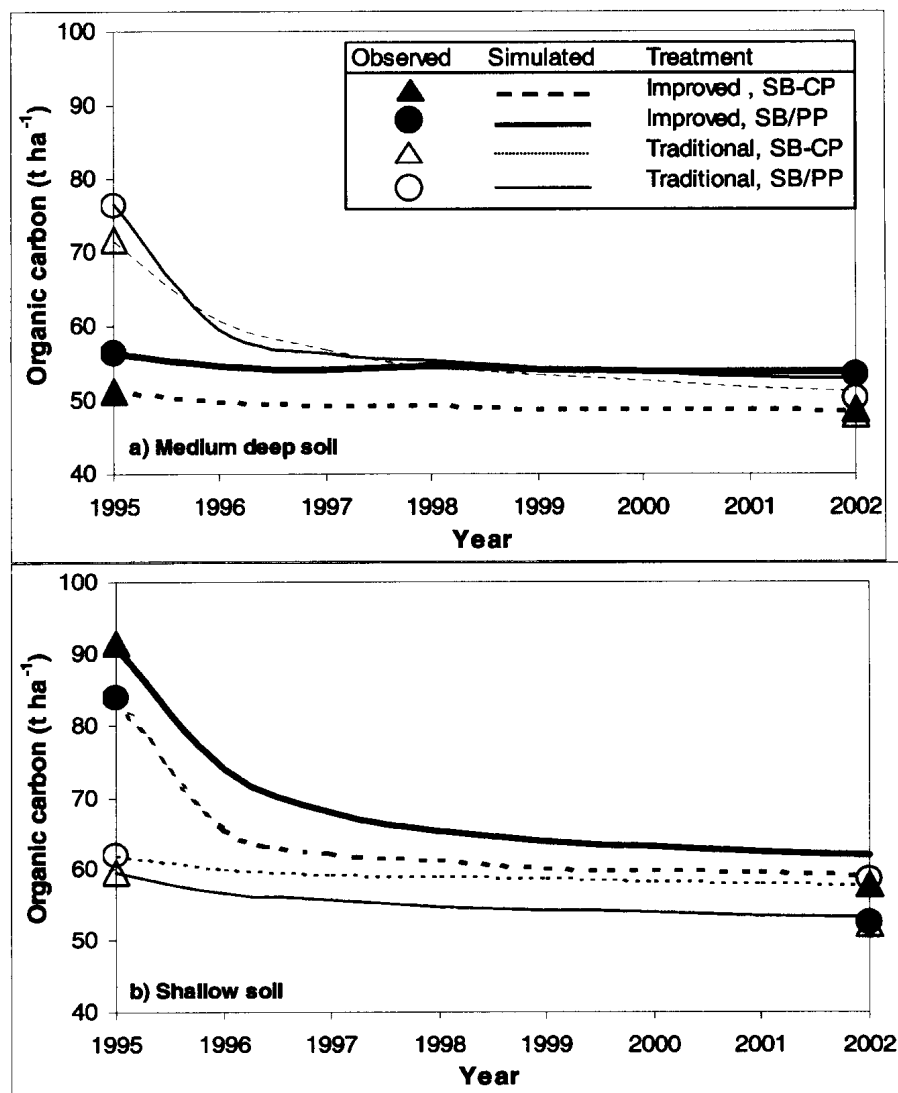 100
90
80
70
60
50
40
Organic carbon (t ha⁻¹)
Observed Simulated Treatment
Improved , SB-CP
Improved, SB/PP
Traditional, SB-CP
Traditional, SB/PP
a) Medium deep soil
1995 1996 1997 1998 1999 2000 2001 2002
Year
100
90
80
70
60
50
40
Organic carbon (t ha⁻¹)
b) Shallow soil
1995 1996 1997 1998 1999 2000 2001 2002
Year